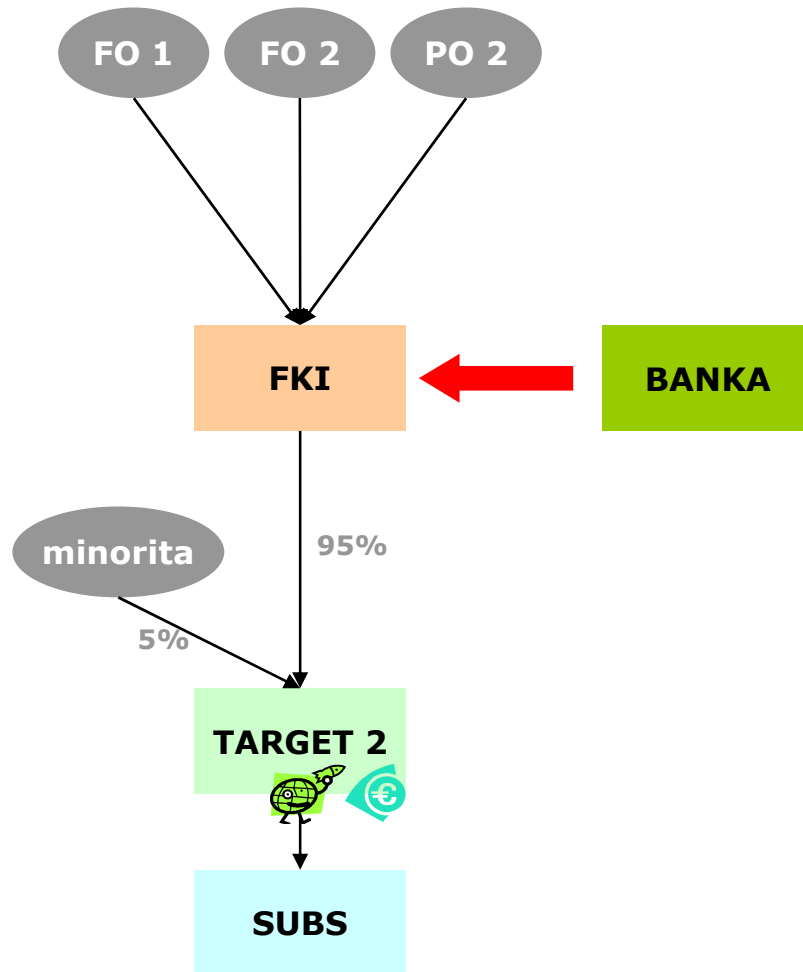 FO 1
FO 2
PO 2
FKI
BANKA
minorita
95%
5%
TARGET 2
€
SUBS